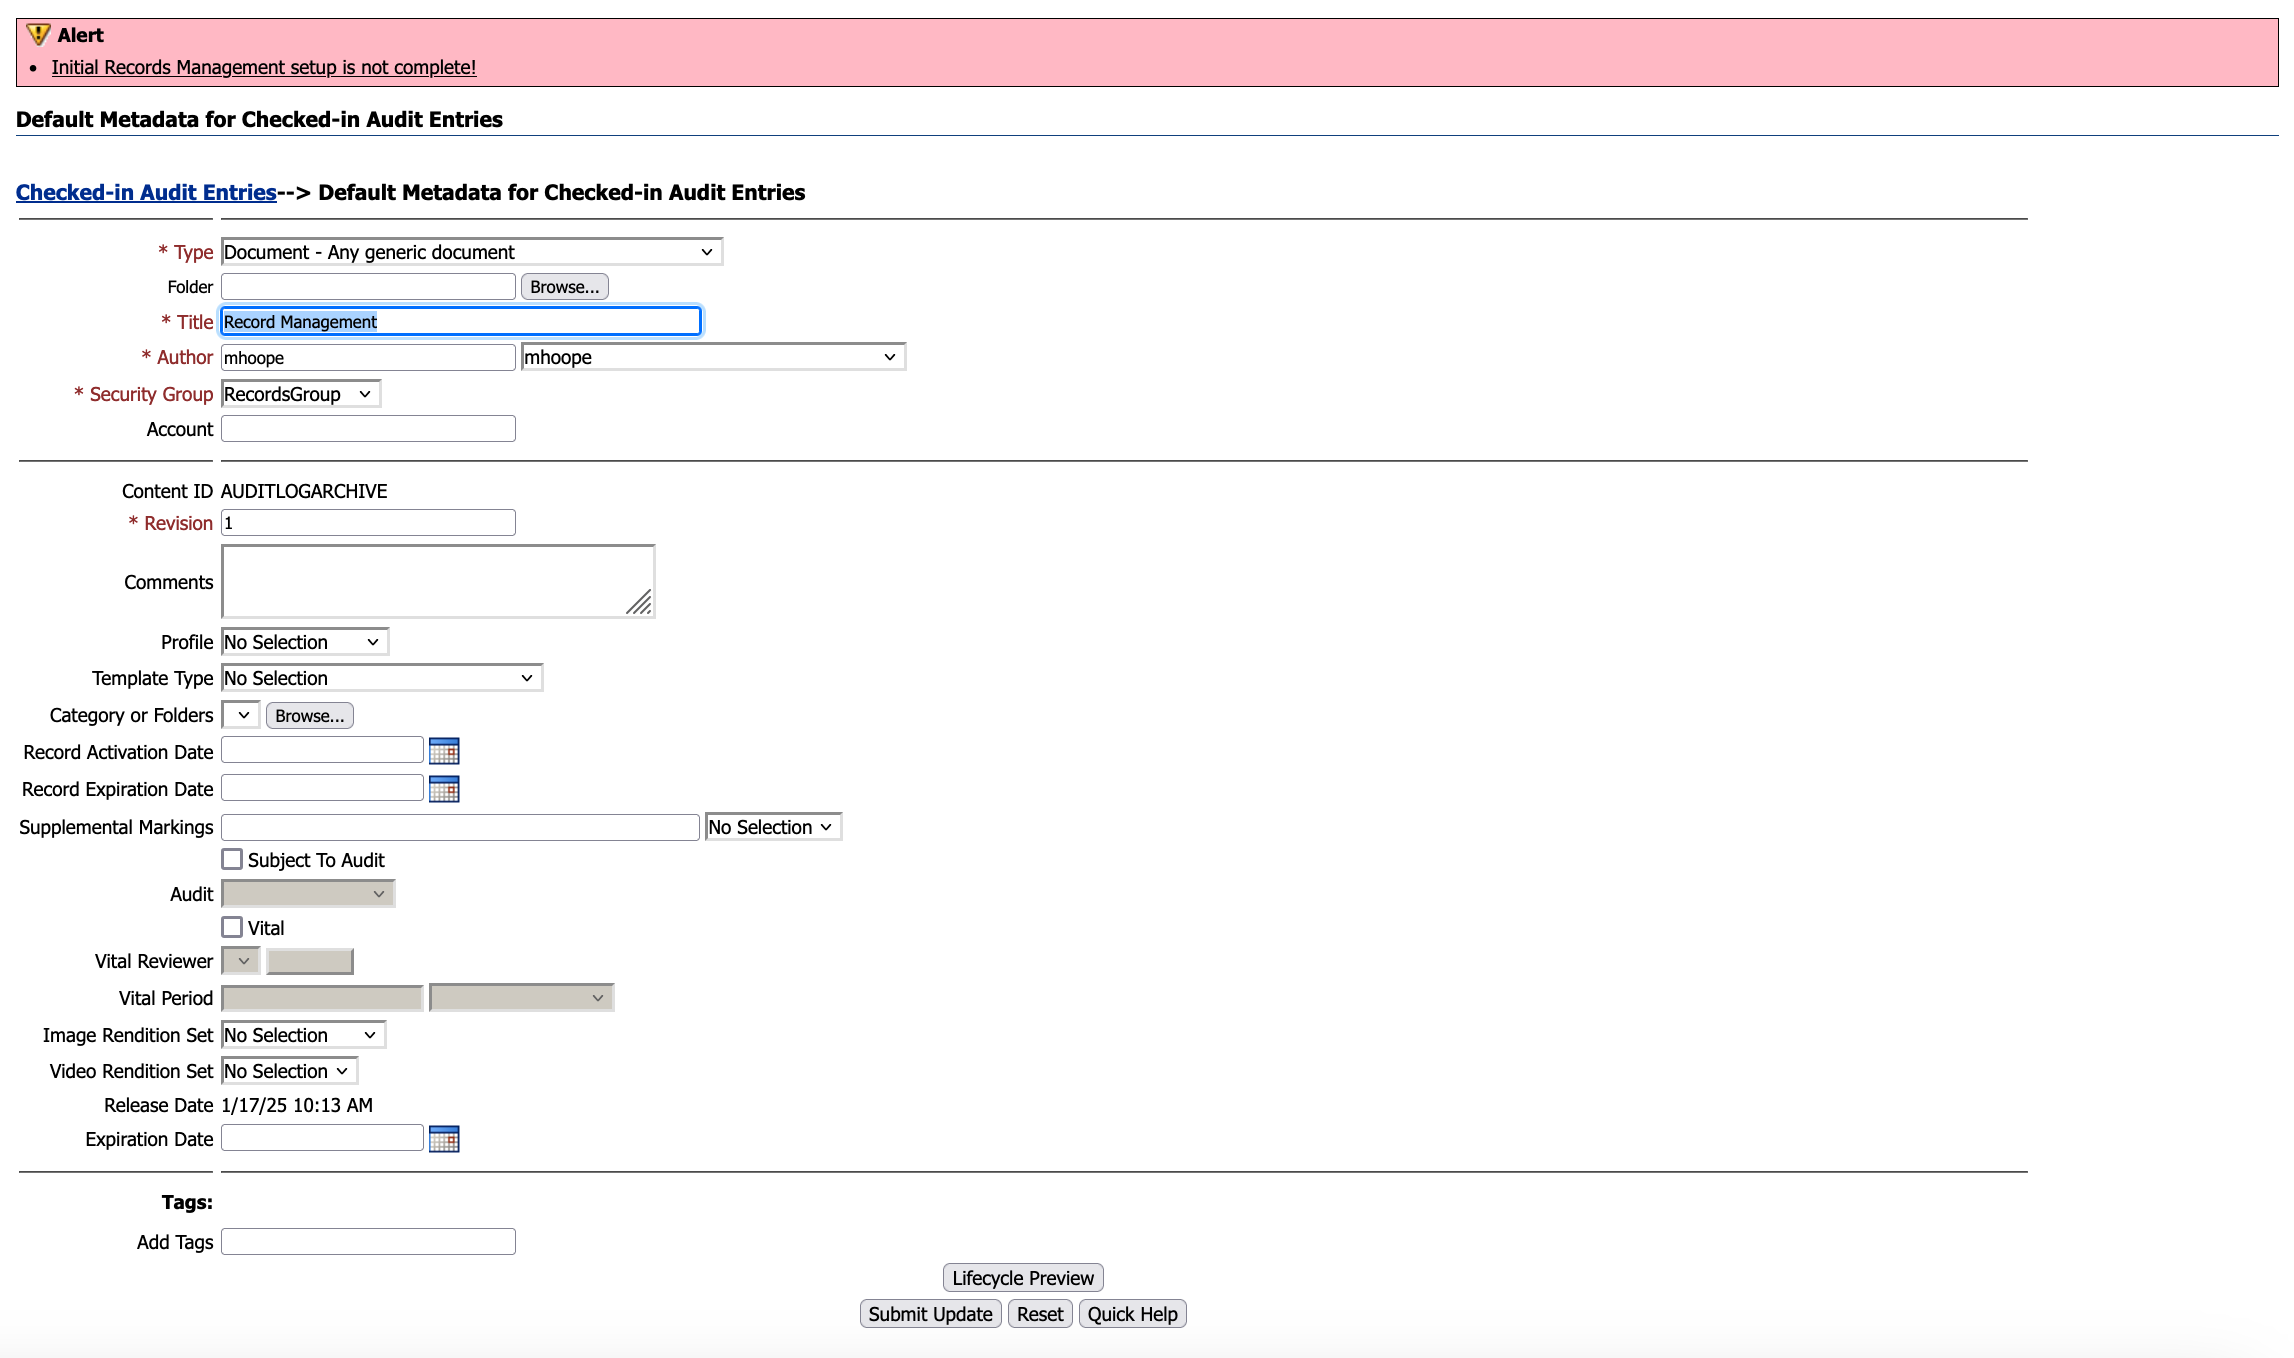 Alert
• Initial Records Management setup is not complete!
Default Metadata for Checked-in Audit Entries
Checked-in Audit Entries--> Default Metadata for Checked-in Audit Entries
* Type Document - Any generic document
Folder Browse...
* Title Record Management
* Author mhoope mhoope
* Security Group RecordsGroup
Account
Content ID AUDITLOGARCHIVE
* Revision 1
Comments
Profile No Selection
Template Type No Selection
Category or Folders Browse...
Record Activation Date
Record Expiration Date
Supplemental Markings No Selection
Subject To Audit
Audit
Vital
Vital Reviewer
Vital Period
Image Rendition Set No Selection
Video Rendition Set No Selection
Release Date 1/17/25 10:13 AM
Expiration Date
Tags:
Add Tags
Lifecycle Preview
Submit Update Reset Quick Help